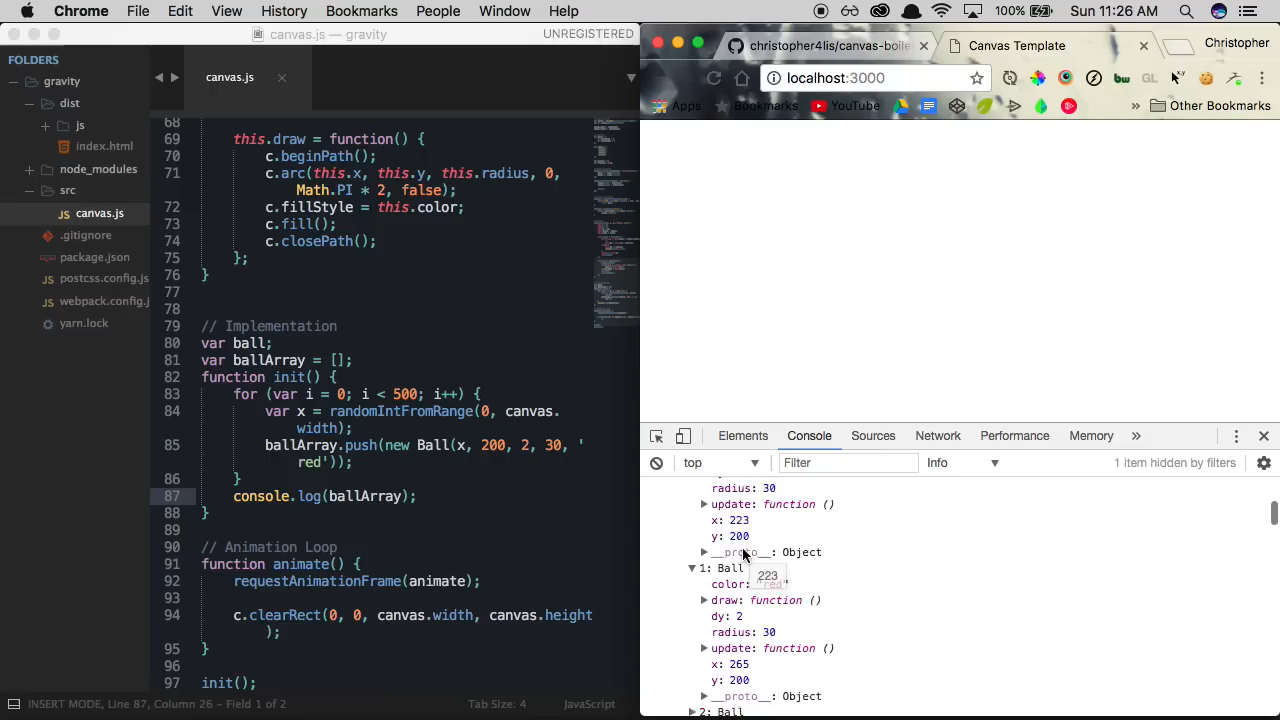 Chrome File Edit View History Bookmarks People Window Help 100% Sun 11:26 AM
canvas.js — gravity UNREGISTERED
FOLDERS
gravity
dist
js
index.html
node_modules
src
canvas.js
.gitignore
package.json
postcss.config.js
webpack.config.j
yarn.lock
canvas.js
68
69 this.draw = function() {
70 c.beginPath();
71 c.arc(this.x, this.y, this.radius, 0,
Math.PI * 2, false);
72 c.fillStyle = this.color;
73 c.fill();
74 c.closePath();
75 };
76 }
77
78
79 // Implementation
80 var ball;
81 var ballArray = [];
82 function init() {
83 for (var i = 0; i < 500; i++) {
84 var x = randomIntFromRange(0, canvas.
width);
85 ballArray.push(new Ball(x, 200, 2, 30, '
red'));
86 }
87 console.log(ballArray);
88 }
89
90 // Animation Loop
91 function animate() {
92 requestAnimationFrame(animate);
93
94 c.clearRect(0, 0, canvas.width, canvas.height
);
95 }
96
97 init();
INSERT MODE, Line 87, Column 26 - Field 1 of 2 Tab Size: 4 JavaScript
christopher4lis/canvas-boile Canvas Template Christopher
localhost:3000
bw GL
Apps Bookmarks YouTube » Other Bookmarks
Elements Console Sources Network Performance Memory »
top Filter Info 1 item hidden by filters
radius: 30
update: function ()
x: 223
y: 200
__proto__: Object
1: Ball
223
color: "red"
draw: function ()
dy: 2
radius: 30
update: function ()
x: 265
y: 200
__proto__: Object
2: Ball